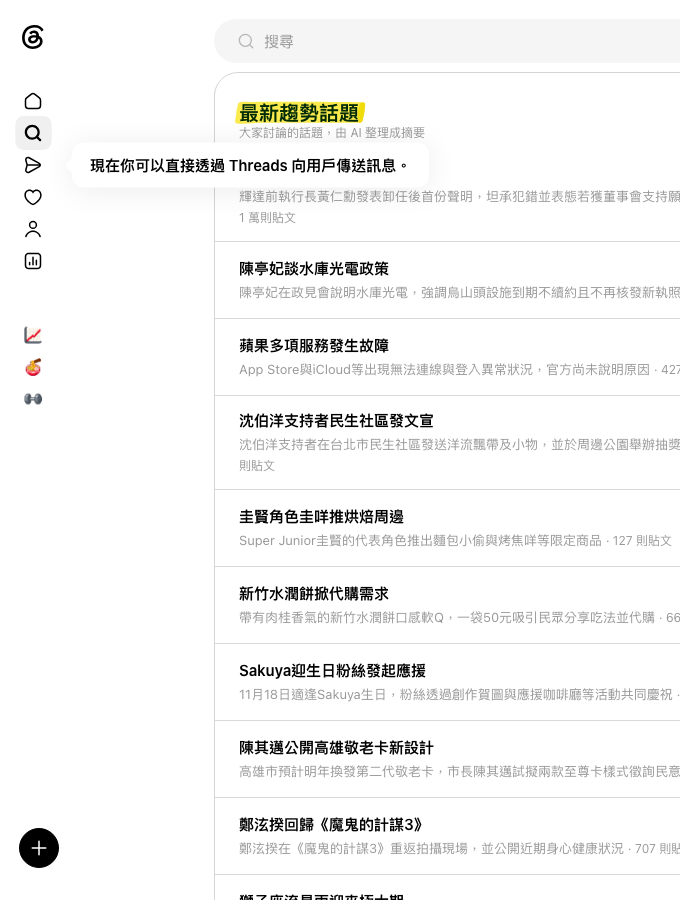 搜尋
最新趨勢話題
大家討論的話題，由 AI 整理成摘要
現在你可以直接透過 Threads 向用戶傳送訊息。
輝達前執行長黃仁勳發表卸任後首份聲明，坦承犯錯並表態若獲董事會支持願
1 萬則貼文
陳亭妃談水庫光電政策
陳亭妃在政見會說明水庫光電，強調烏山頭設施到期不續約且不再核發新執照
蘋果多項服務發生故障
App Store與iCloud等出現無法連線與登入異常狀況，官方尚未說明原因 · 427
沈伯洋支持者民生社區發文宣
沈伯洋支持者在台北市民生社區發送洋流飄帶及小物，並於周邊公園舉辦抽獎
則貼文
圭賢角色圭咩推烘焙周邊
Super Junior圭賢的代表角色推出麵包小偷與烤焦咩等限定商品 · 127 則貼文
新竹水潤餅掀代購需求
帶有肉桂香氣的新竹水潤餅口感軟Q，一袋50元吸引民眾分享吃法並代購 · 66
Sakuya迎生日粉絲發起應援
11月18日適逢Sakuya生日，粉絲透過創作賀圖與應援咖啡廳等活動共同慶祝 ·
陳其邁公開高雄敬老卡新設計
高雄市預計明年換發第二代敬老卡，市長陳其邁試擬兩款至尊卡樣式徵詢民意
鄭泫揆回歸《魔鬼的計謀3》
鄭泫揆在《魔鬼的計謀3》重返拍攝現場，並公開近期身心健康狀況 · 707 則貼